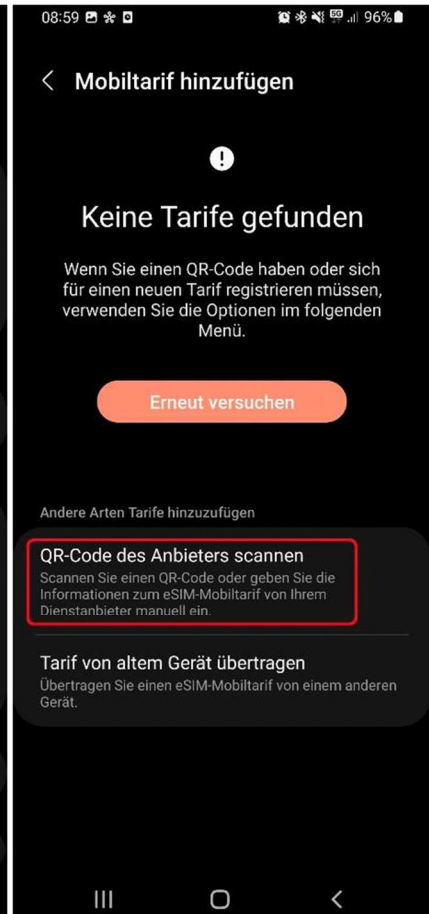 08:59 5G 96%
Mobiltarif hinzufügen
Keine Tarife gefunden
Wenn Sie einen QR-Code haben oder sich
für einen neuen Tarif registrieren müssen,
verwenden Sie die Optionen im folgenden
Menü.
Erneut versuchen
Andere Arten Tarife hinzuzufügen
QR-Code des Anbieters scannen
Scannen Sie einen QR-Code oder geben Sie die
Informationen zum eSIM-Mobiltarif von Ihrem
Dienstanbieter manuell ein.
Tarif von altem Gerät übertragen
Übertragen Sie einen eSIM-Mobiltarif von einem anderen
Gerät.